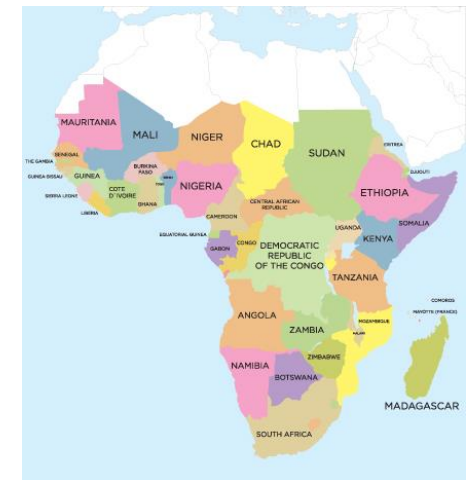 MAURITANIA
MALI
NIGER
CHAD
SUDAN
ERITREA
DJIBOUTI
THE GAMBIA
SENEGAL
GUINEA BISSAU
GUINEA
BURKINA
FASO
SIERRA LEONE
COTE
D' IVOIRE
GHANA
TOGO
BENIN
LIBERIA
NIGERIA
ETHIOPIA
SOMALIA
CENTRAL AFRICAN
REPUBLIC
CAMEROON
EQUATORIAL GUINEA
GABON
CONGO
UGANDA
KENYA
DEMOCRATIC
REPUBLIC
OF THE CONGO
TANZANIA
COMOROS
MAYOTTE (FRANCE)
ANGOLA
ZAMBIA
MALAWI
MOZAMBIQUE
ZIMBABWE
NAMIBIA
BOTSWANA
MADAGASCAR
SOUTH AFRICA